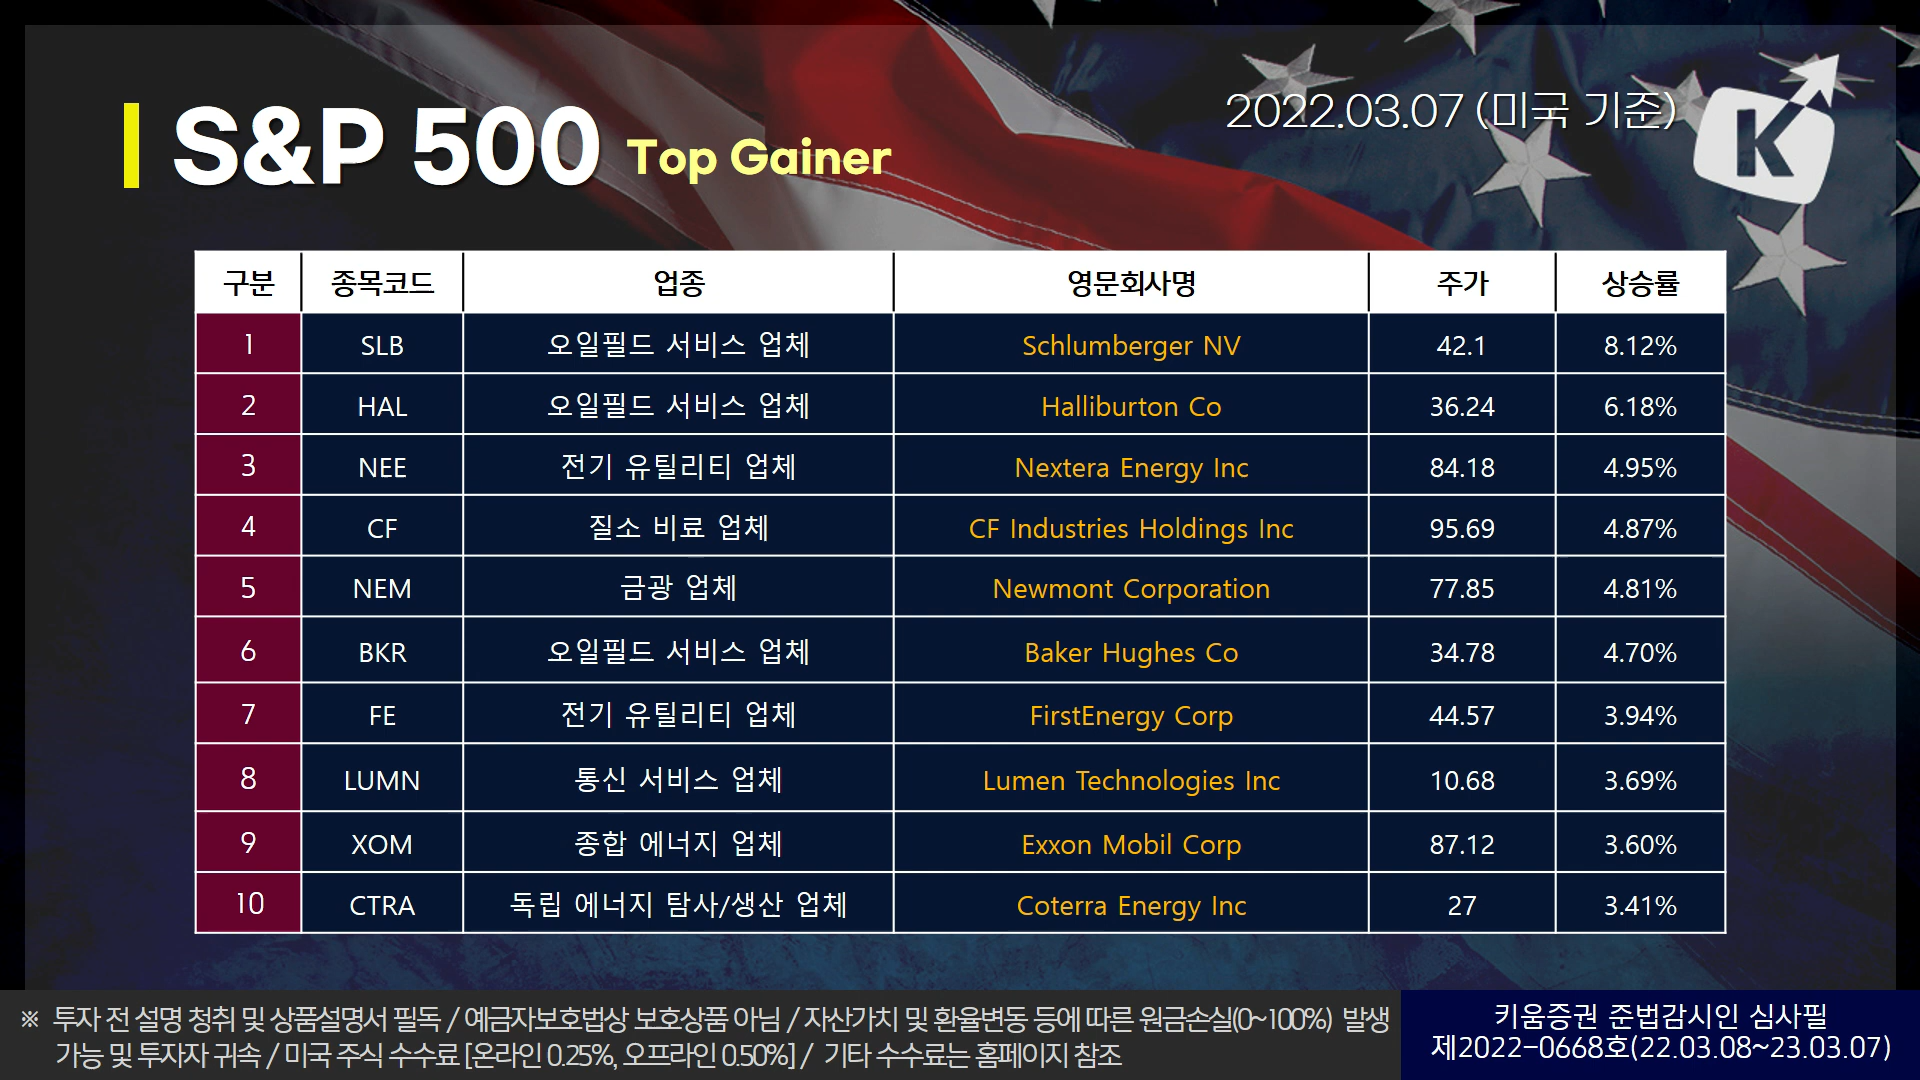 S&P 500 Top Gainer
2022.03.07 (미국 기준)
K
구분 종목코드 업종 영문회사명 주가 상승률
1 SLB 오일필드 서비스 업체 Schlumberger NV 42.1 8.12%
2 HAL 오일필드 서비스 업체 Halliburton Co 36.24 6.18%
3 NEE 전기 유틸리티 업체 Nextera Energy Inc 84.18 4.95%
4 CF 질소 비료 업체 CF Industries Holdings Inc 95.69 4.87%
5 NEM 금광 업체 Newmont Corporation 77.85 4.81%
6 BKR 오일필드 서비스 업체 Baker Hughes Co 34.78 4.70%
7 FE 전기 유틸리티 업체 FirstEnergy Corp 44.57 3.94%
8 LUMN 통신 서비스 업체 Lumen Technologies Inc 10.68 3.69%
9 XOM 종합 에너지 업체 Exxon Mobil Corp 87.12 3.60%
10 CTRA 독립 에너지 탐사/생산 업체 Coterra Energy Inc 27 3.41%
※ 투자 전 설명 청취 및 상품설명서 필독 / 예금자보호법상 보호상품 아님 / 자산가치 및 환율변동 등에 따른 원금손실(0~100%) 발생
가능 및 투자자 귀속 / 미국 주식 수수료 [온라인 0.25%, 오프라인 0.50%] / 기타 수수료는 홈페이지 참조
키움증권 준법감시인 심사필
제2022-0668호(22.03.08~23.03.07)